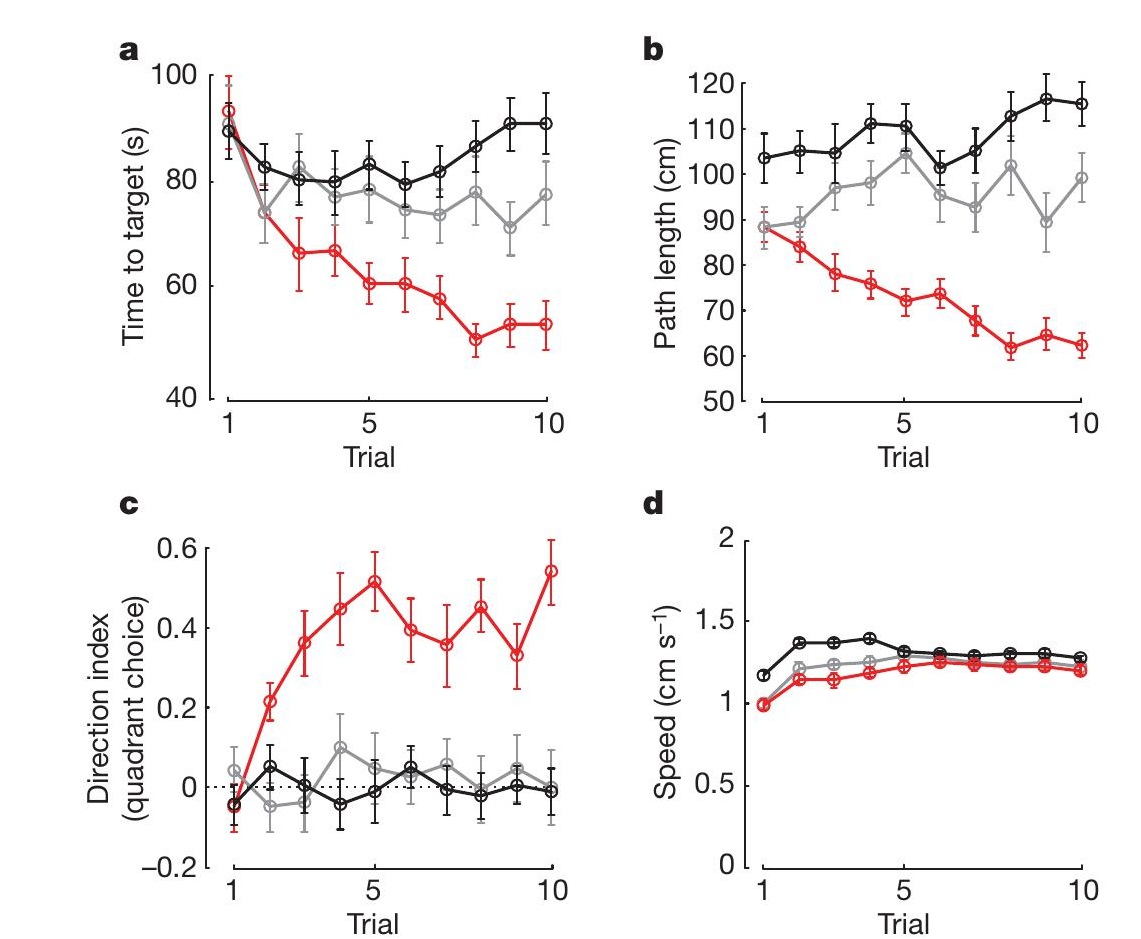 a
100
80
60
40
Time to target (s)
1 5 10
Trial
b
120
110
100
90
80
70
60
50
Path length (cm)
1 5 10
Trial
c
0.6
0.4
0.2
0
–0.2
Direction index
(quadrant choice)
1 5 10
Trial
d
2
1.5
1
0.5
0
Speed (cm s⁻¹)
1 5 10
Trial